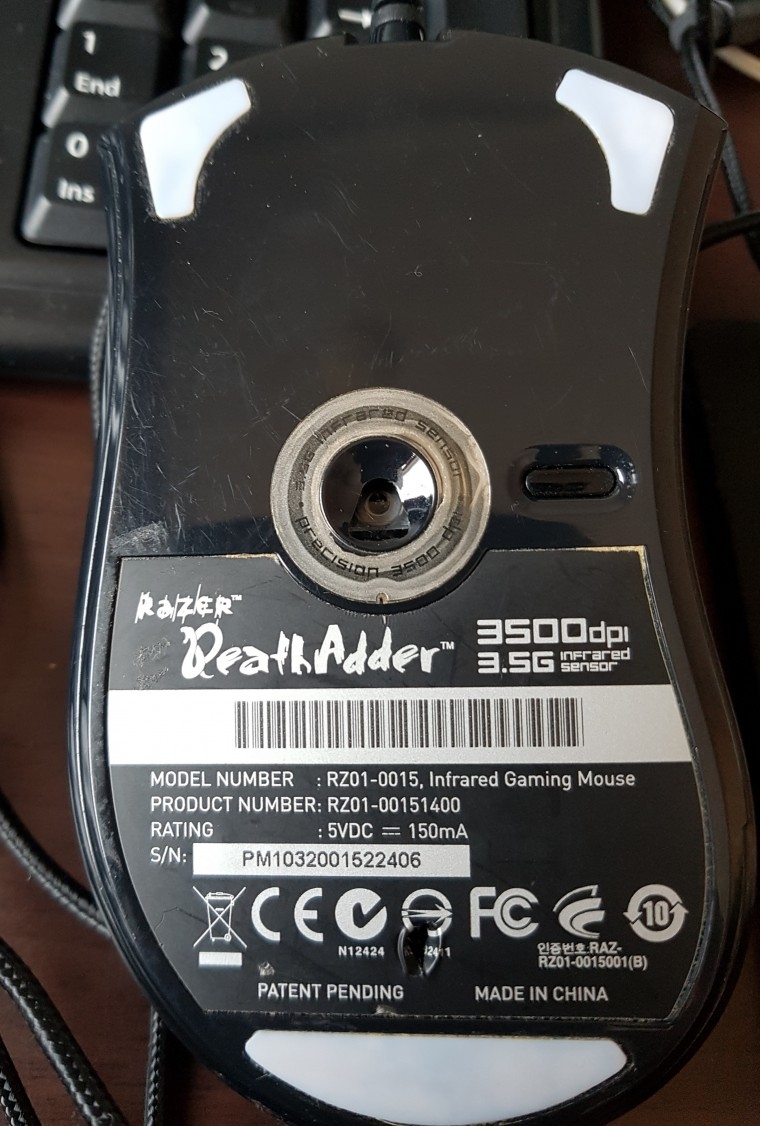 1
End
2
0
Ins
3.5G infrared sensor
precision 3500 dpi
RAZER™
DeathAdder™
3500dpi
3.5G infrared sensor
MODEL NUMBER : RZ01-0015, Infrared Gaming Mouse
PRODUCT NUMBER: RZ01-00151400
RATING : 5VDC ⎓ 150mA
S/N: PM1032001522406
CE FC 10
N12424
인증번호:RAZ-
RZ01-0015001(B)
PATENT PENDING MADE IN CHINA